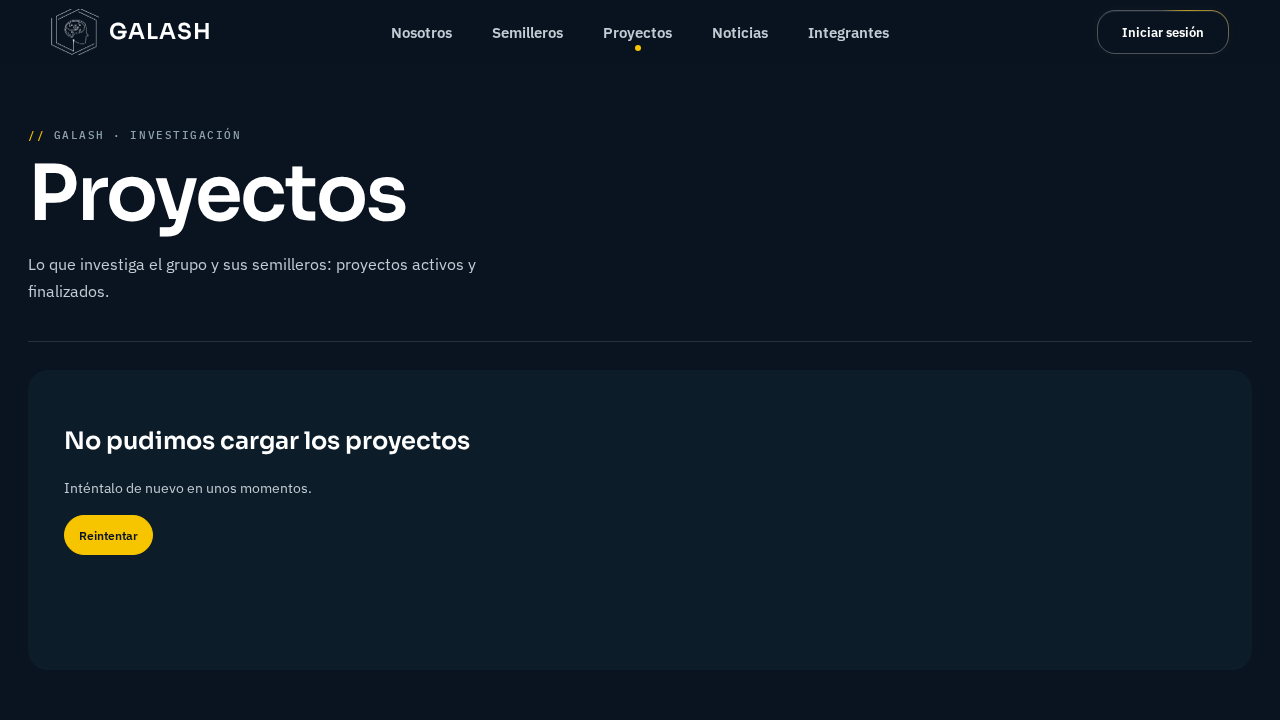 GALASH
Nosotros
Semilleros
Proyectos
Noticias
Integrantes
Iniciar sesión
// GALASH · INVESTIGACIÓN
Proyectos
Lo que investiga el grupo y sus semilleros: proyectos activos y
finalizados.
No pudimos cargar los proyectos
Inténtalo de nuevo en unos momentos.
Reintentar